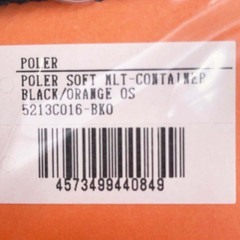 POLER
POLER SOFT MLT-CONTAINER
BLACK/ORANGE OS
5213C016-BKO
4573499440849